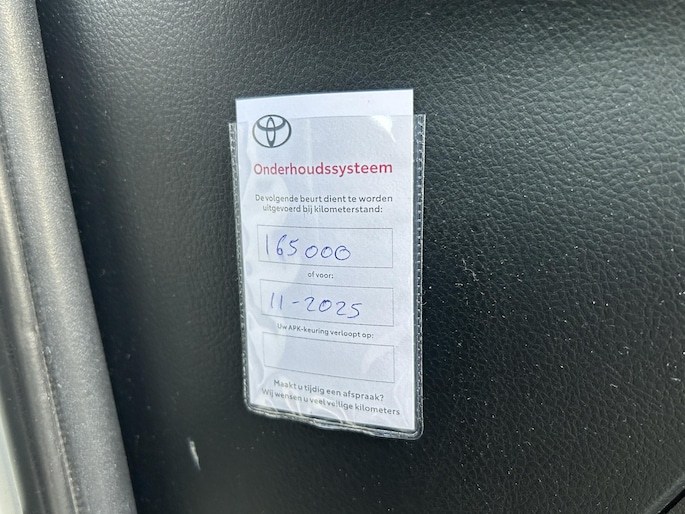 Onderhoudssysteem
De volgende beurt dient te worden
uitgevoerd bij kilometerstand:
165000
of voor:
11-2025
Uw APK-keuring verloopt op:
Maakt u tijdig een afspraak?
Wij wensen u veel veilige kilometers